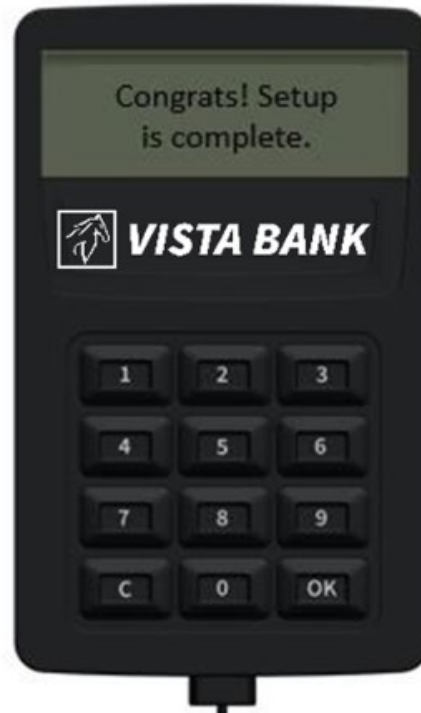 Congrats! Setup
is complete.
VISTA BANK
1 2 3
4 5 6
7 8 9
C 0 OK